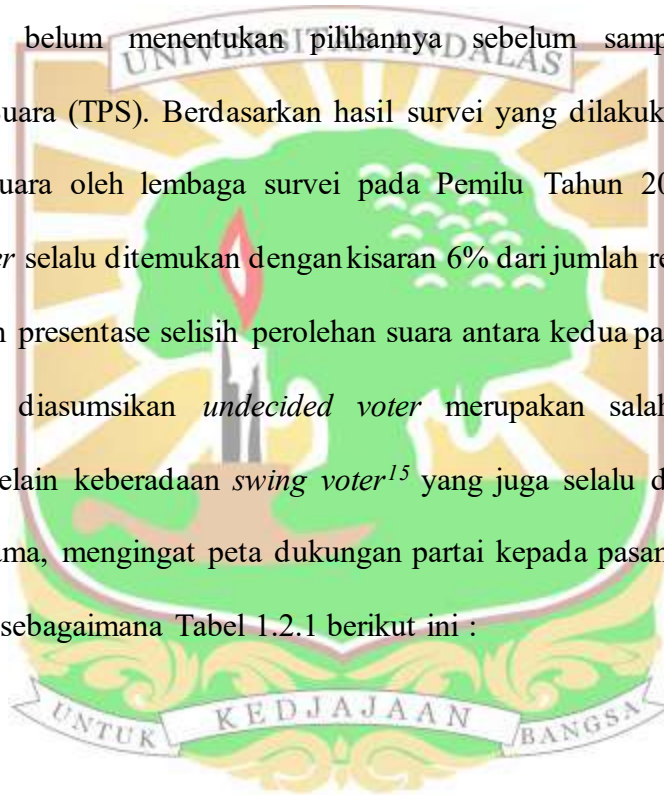 belum menentukan pilihannya sebelum samp
UNIVERSITAS ANDALAS
uara (TPS). Berdasarkan hasil survei yang dilakuk
uara oleh lembaga survei pada Pemilu Tahun 20
er selalu ditemukan dengan kisaran 6% dari jumlah re
n presentase selisih perolehan suara antara kedua pa
diasumsikan undecided voter merupakan salah
elain keberadaan swing voter15 yang juga selalu d
ama, mengingat peta dukungan partai kepada pasan
sebagaimana Tabel 1.2.1 berikut ini :
UNTUK KEDJAJAAN BANGSA